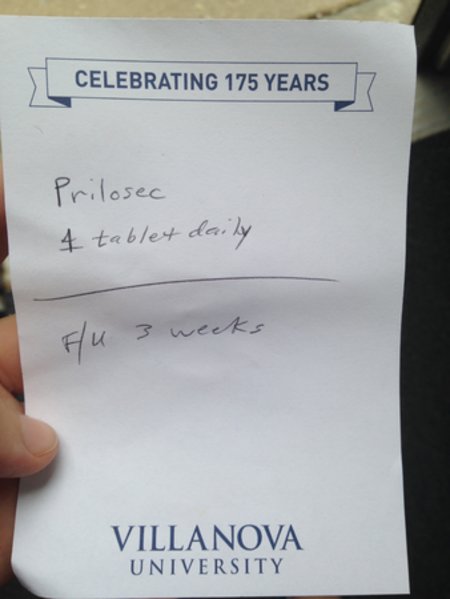 CELEBRATING 175 YEARS
Prilosec
1 tablet daily
F/U 3 weeks
VILLANOVA
UNIVERSITY